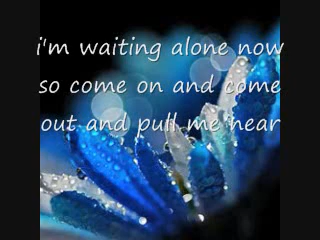 i'm waiting alone now
so come on and come
out and pull me near